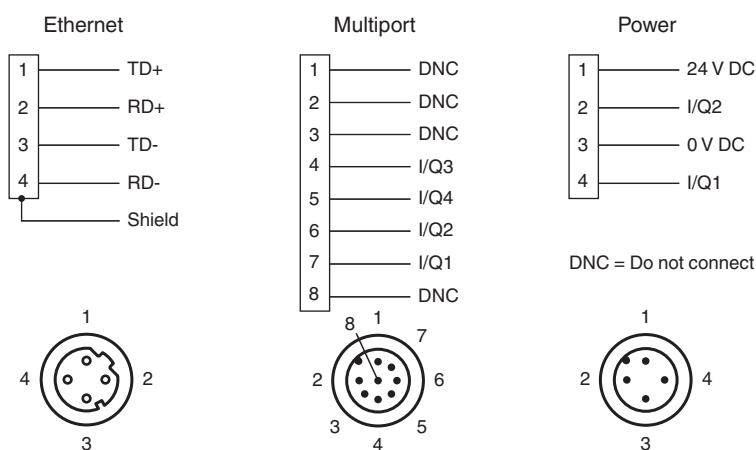 Ethernet
1 TD+
2 RD+
3 TD-
4 RD-
Shield
1
4 2
3
Multiport
1 DNC
2 DNC
3 DNC
4 I/Q3
5 I/Q4
6 I/Q2
7 I/Q1
8 DNC
8 1 7
2 6
3 5
4
Power
1 24 V DC
2 I/Q2
3 0 V DC
4 I/Q1
DNC = Do not connect
1
2 4
3